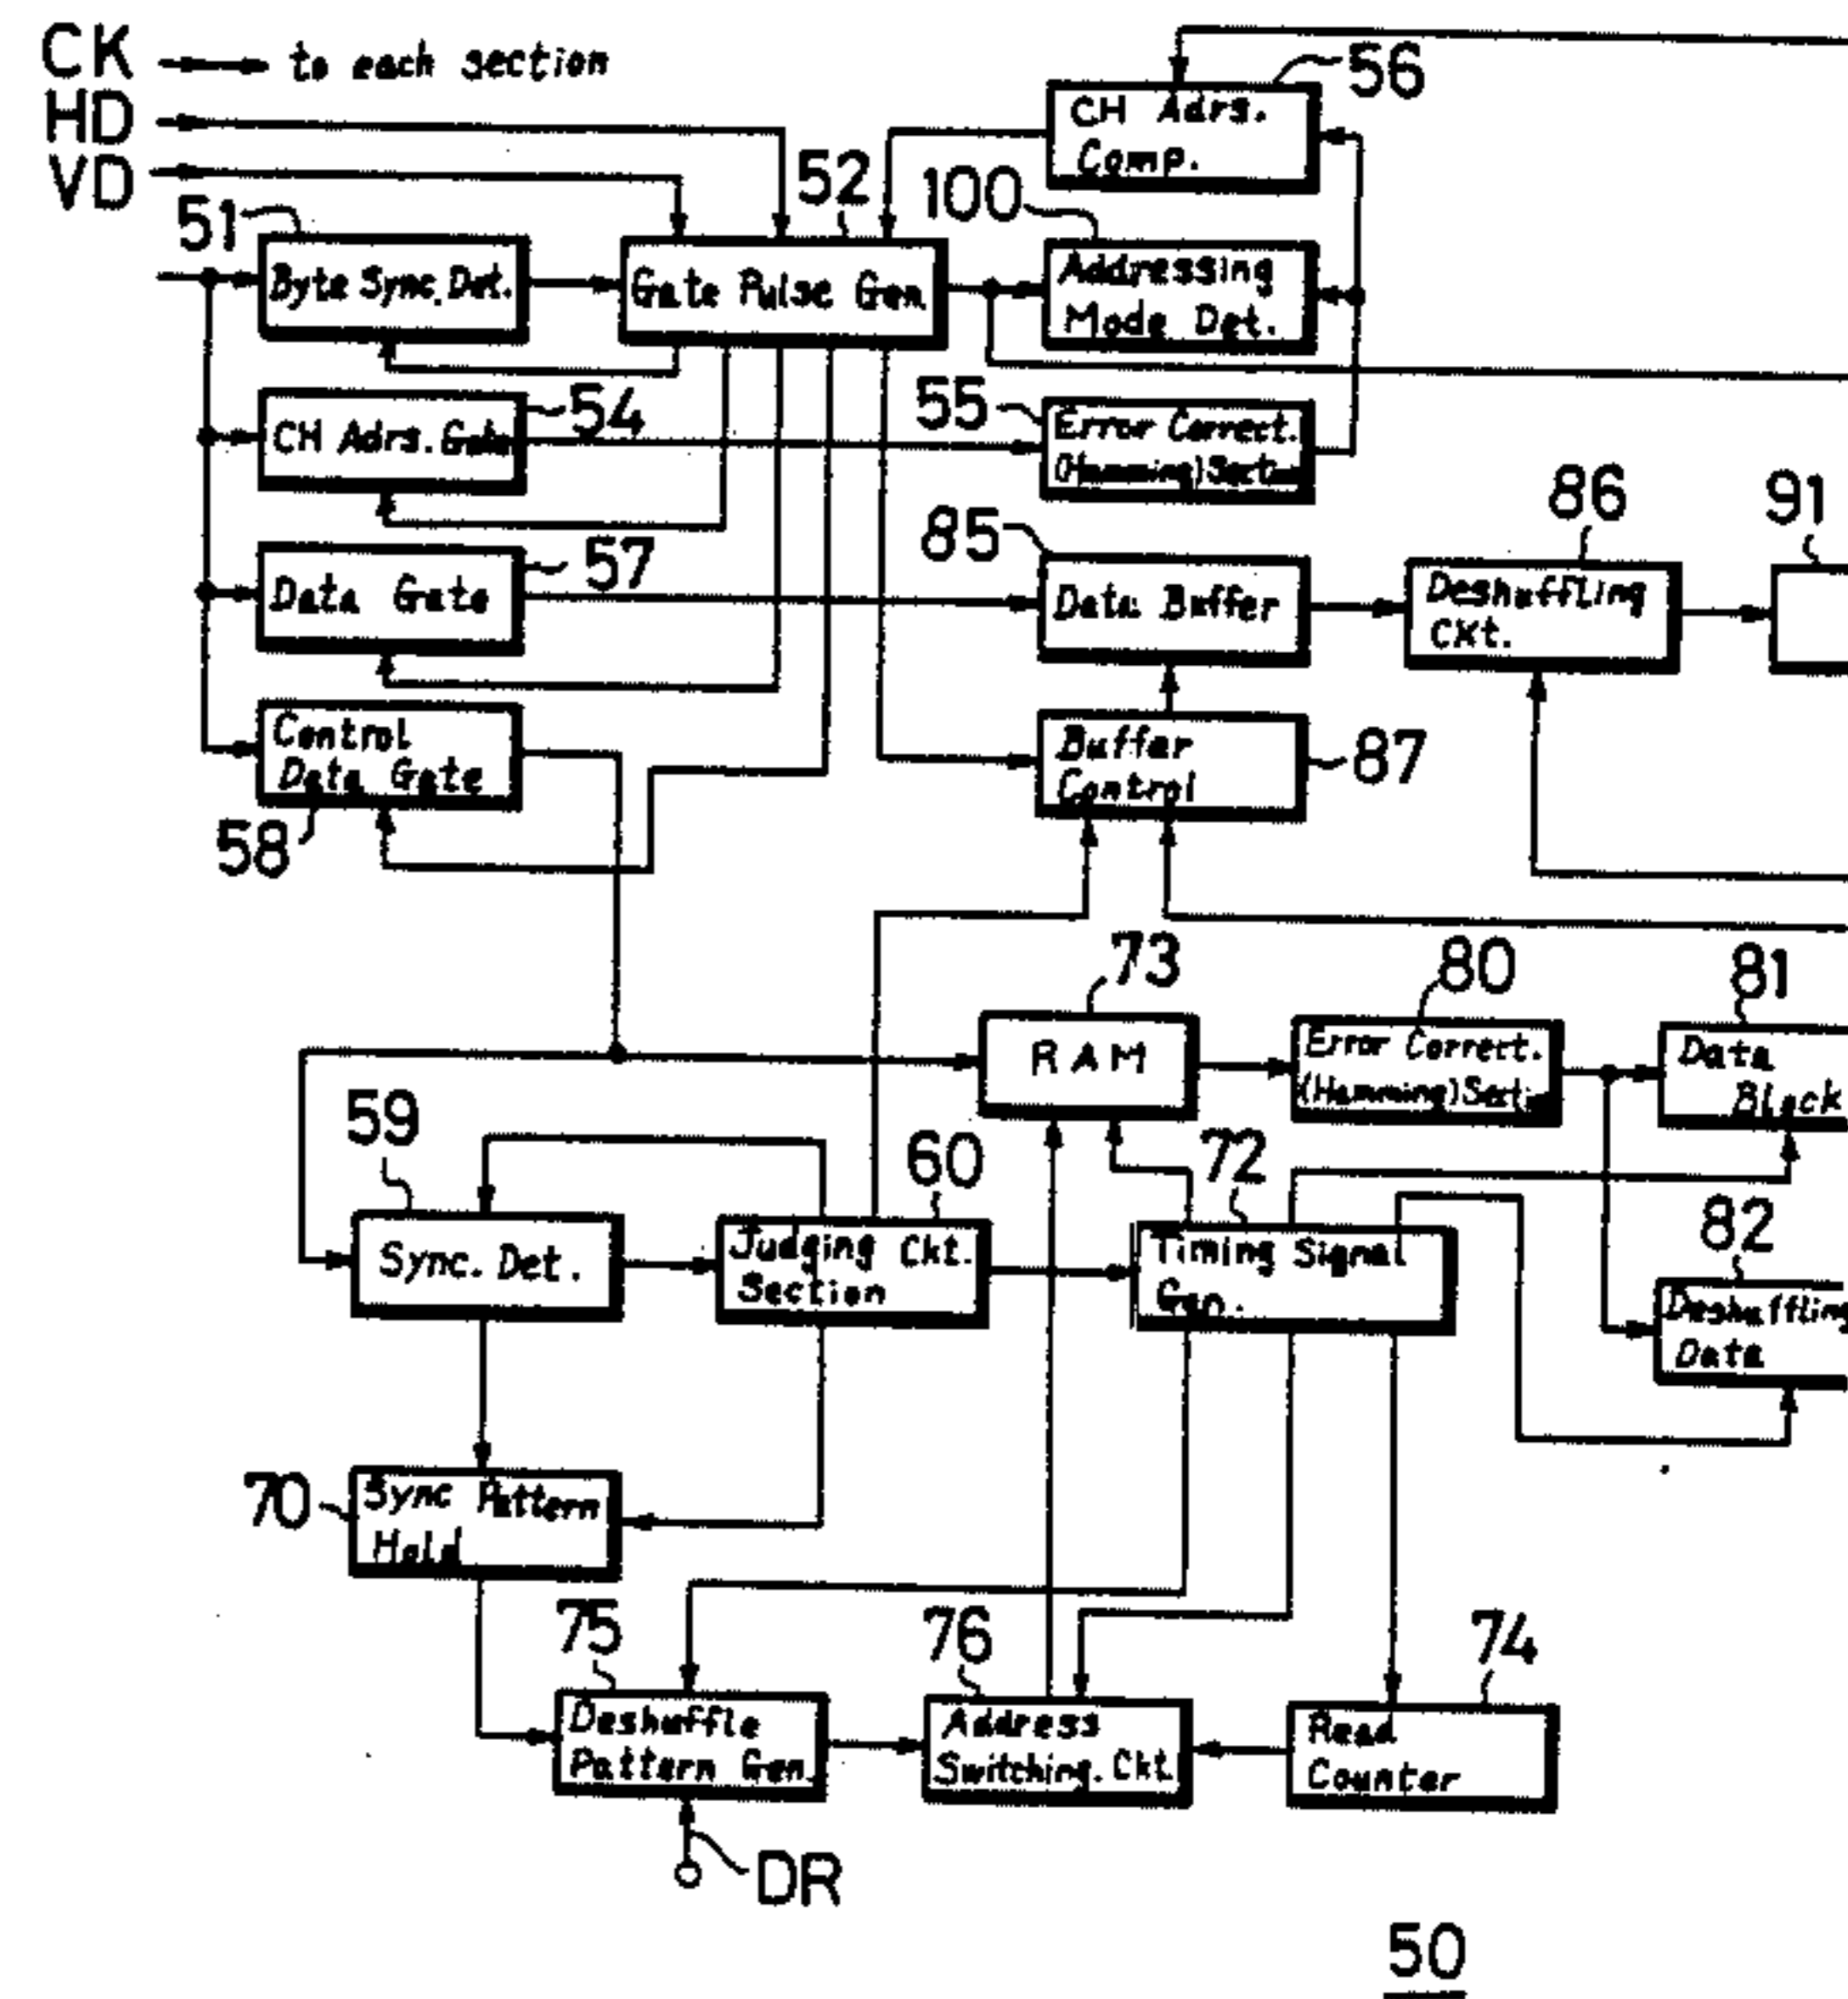 CK to each section
HD
VD
56
CH Adrs.
Comp.
51
52
100
Byte Sync. Det.
Gate Pulse Gen.
Addressing
Mode Det.
54
CH Adrs. Gate
55
Error Correct.
(Hamming) Sect.
57
Data Gate
85
Data Buffer
86
Deshuffling
CKt.
91
Control
Data Gate
58
Buffer
Control
87
73
RAM
80
Error Correct.
(Hamming) Sect.
81
Data
Block
59
Sync. Det.
60
Judging Ckt.
Section
72
Timing Signal
Gen.
82
Deshuffling
Data
70
Sync Pattern
Hold
75
Deshuffle
Pattern Gen.
76
Address
Switching. Ckt.
74
Read
Counter
DR
50